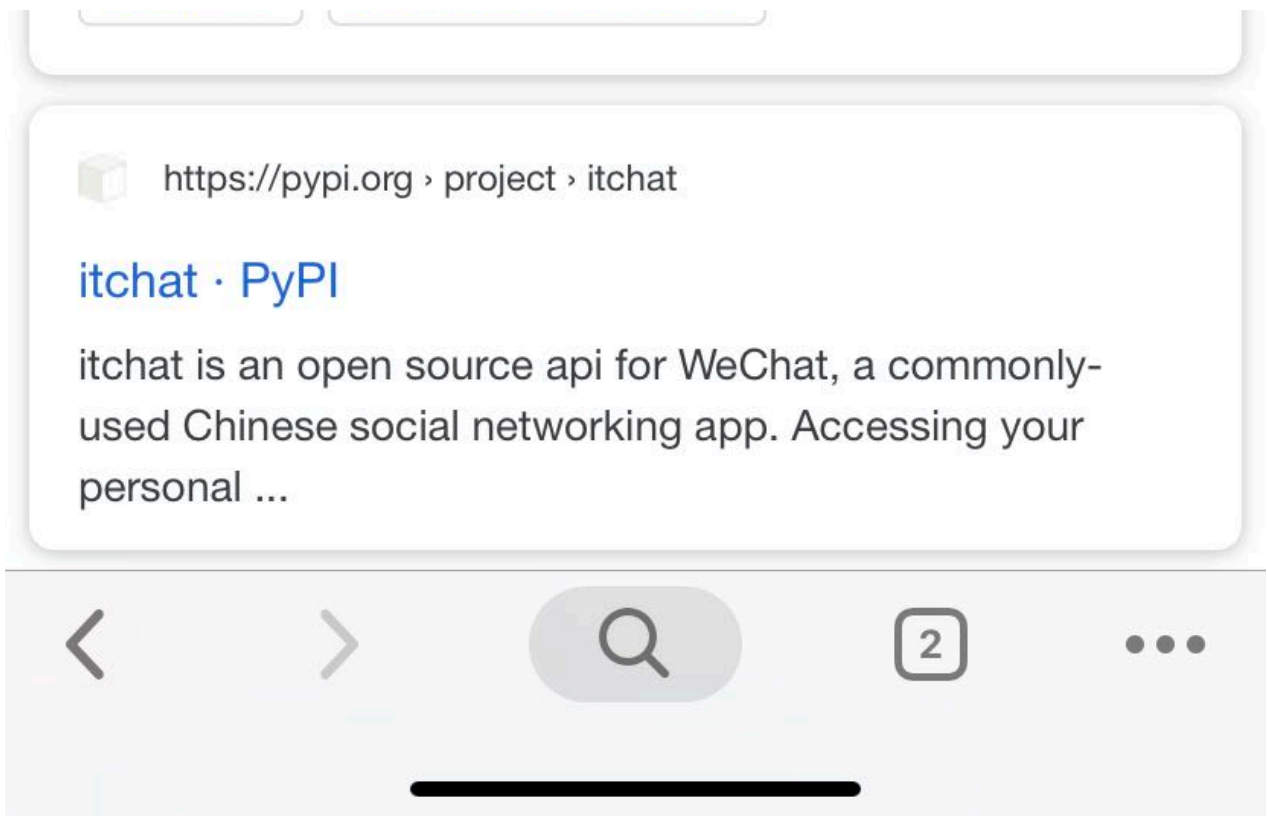 https://pypi.org › project › itchat
itchat · PyPI
itchat is an open source api for WeChat, a commonly-
used Chinese social networking app. Accessing your
personal ...
2